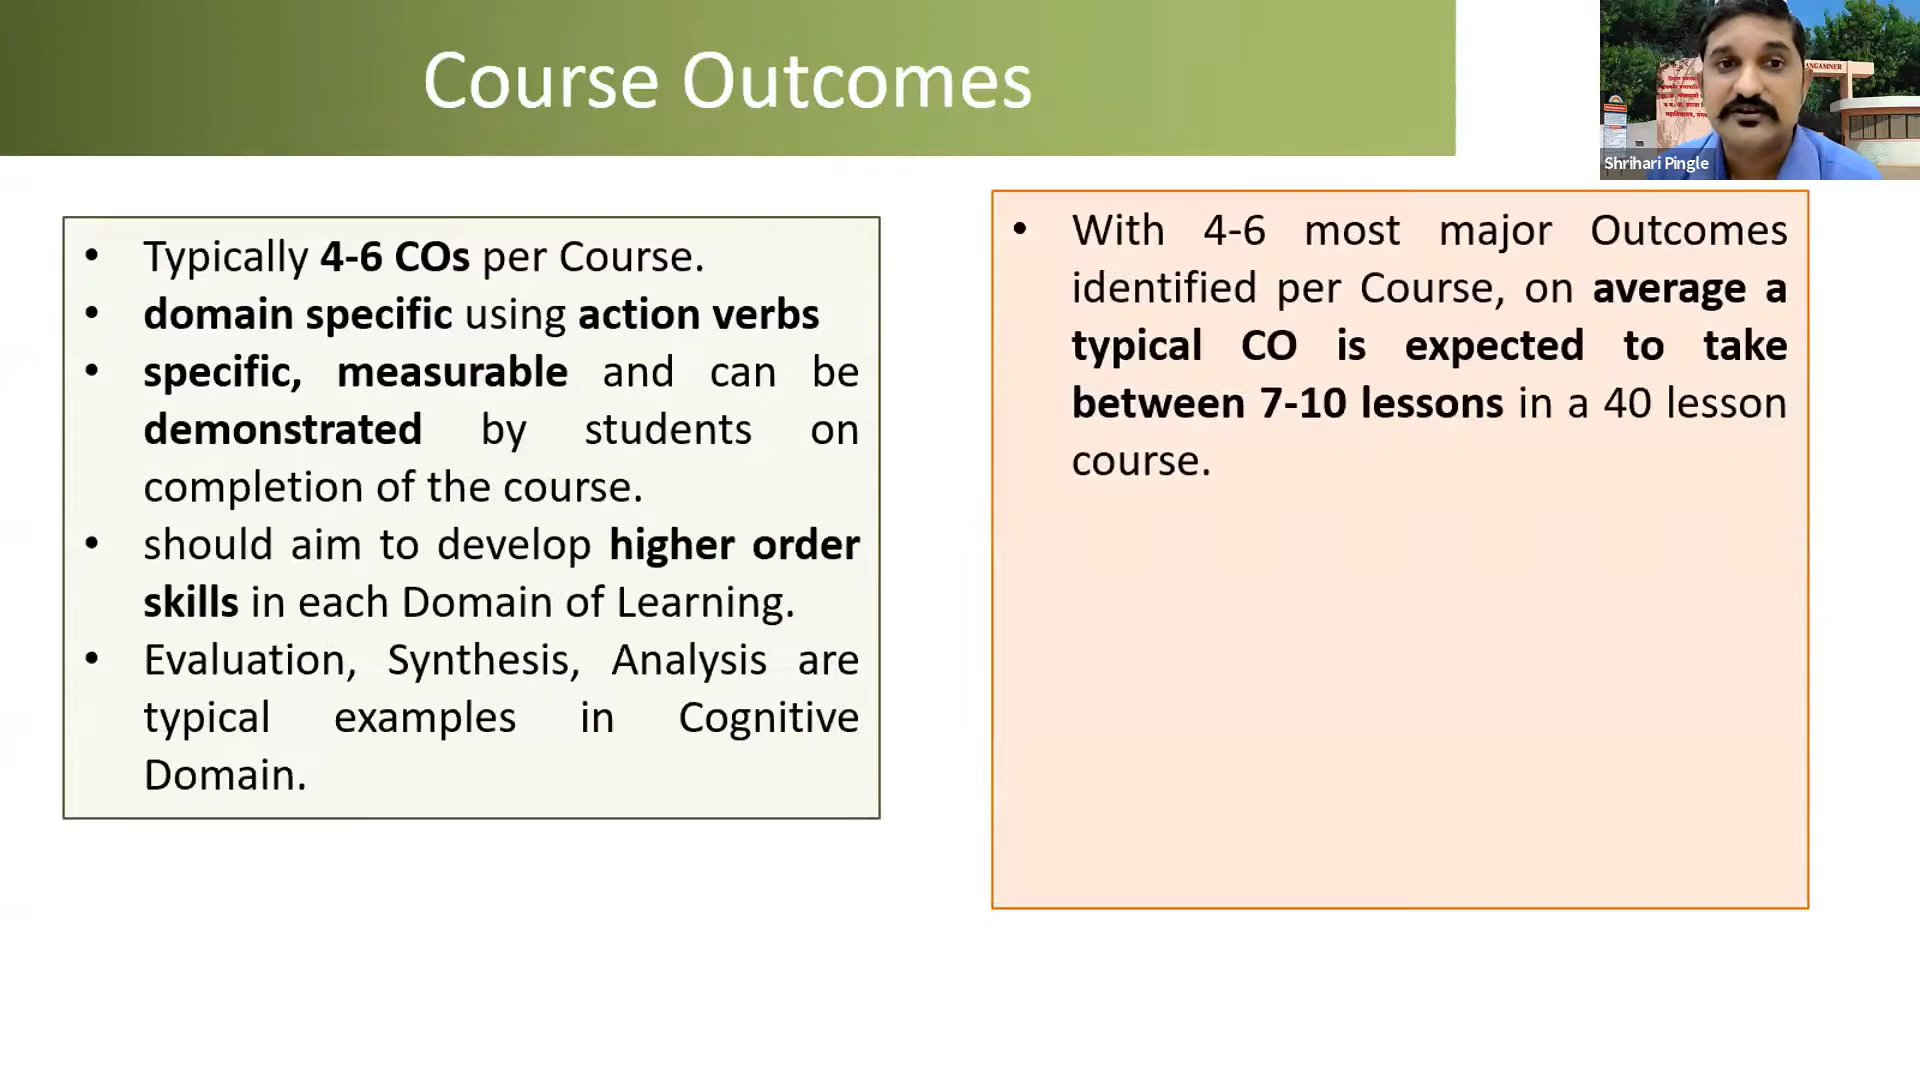 Course Outcomes
ANGAMNER
Shrihari Pingle
• Typically 4-6 COs per Course.
• domain specific using action verbs
• specific, measurable and can be
demonstrated by students on
completion of the course.
• should aim to develop higher order
skills in each Domain of Learning.
• Evaluation, Synthesis, Analysis are
typical examples in Cognitive
Domain.
• With 4-6 most major Outcomes
identified per Course, on average a
typical CO is expected to take
between 7-10 lessons in a 40 lesson
course.